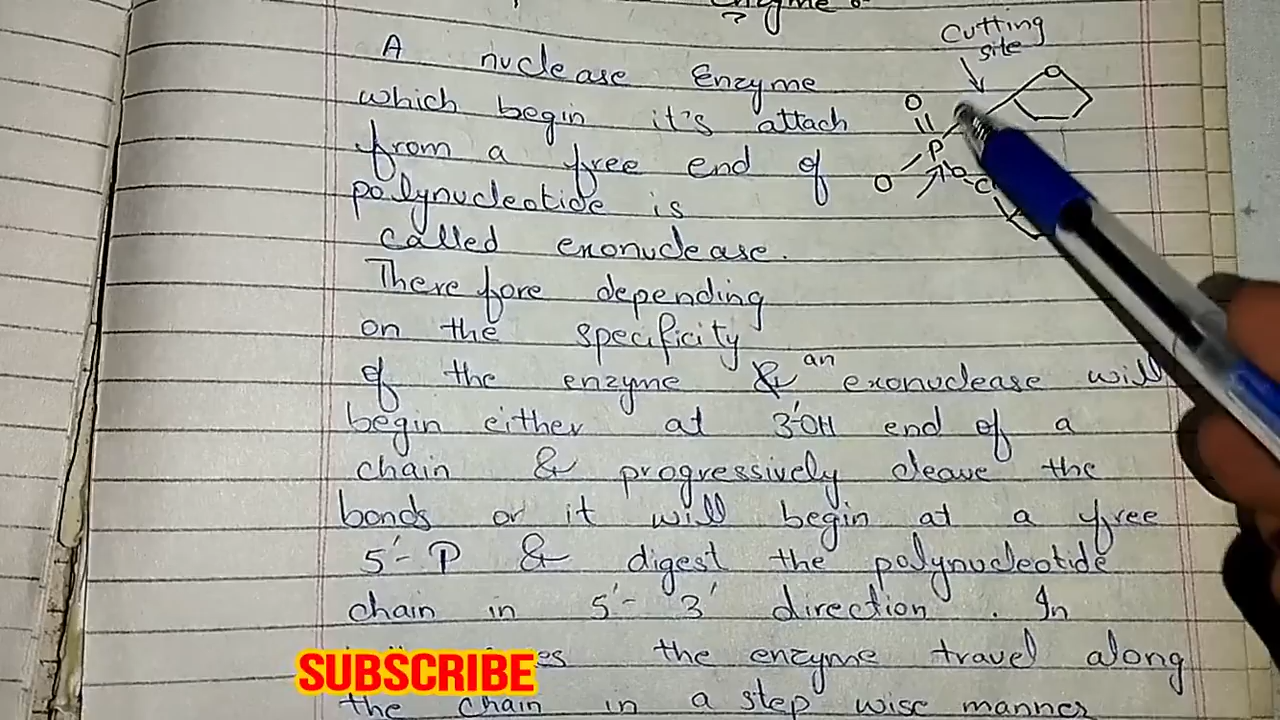 Enzyme
Cutting
site
A nuclease Enzyme
which begin it's attach
from a free end of
polynucleotide is
called exonuclease.
There fore depending
on the specificity
of the enzyme & an exonuclease will
begin either at 3'OH end of a
chain & progressively cleave the
bonds or it will begin at a free
5'- P & digest the polynucleotide
chain in 5'- 3' direction. In
the enzyme travel along
the chain in a step wise manner
O
O
P
O
O
C
SUBSCRIBE